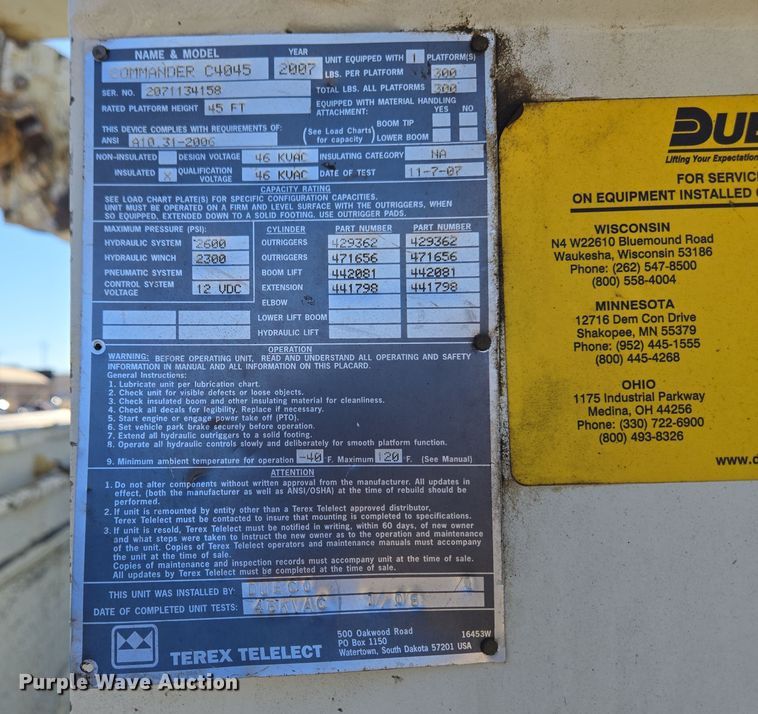 NAME & MODEL
YEAR
COMMANDER C4045
2007
SER. NO. 2071134158
RATED PLATFORM HEIGHT 45 FT
THIS DEVICE COMPLIES WITH REQUIREMENTS OF:
ANSI A10.31-2006
UNIT EQUIPPED WITH 1 PLATFORM(S)
LBS. PER PLATFORM 300
TOTAL LBS. ALL PLATFORMS 300
EQUIPPED WITH MATERIAL HANDLING
ATTACHMENT: YES NO
(See Load Charts for capacity)
BOOM TIP
LOWER BOOM
NON-INSULATED DESIGN VOLTAGE 46 KVAC INSULATING CATEGORY NA
INSULATED X QUALIFICATION VOLTAGE 46 KVAC DATE OF TEST 11-7-07
CAPACITY RATING
SEE LOAD CHART PLATE(S) FOR SPECIFIC CONFIGURATION CAPACITIES.
UNIT MUST BE OPERATED ON A FIRM AND LEVEL SURFACE WITH THE OUTRIGGERS, WHEN
SO EQUIPPED, EXTENDED DOWN TO A SOLID FOOTING. USE OUTRIGGER PADS.
MAXIMUM PRESSURE (PSI):
HYDRAULIC SYSTEM 2600
HYDRAULIC WINCH 2300
PNEUMATIC SYSTEM
CONTROL SYSTEM VOLTAGE 12 VDC
CYLINDER PART NUMBER PART NUMBER
OUTRIGGERS 429362 429362
OUTRIGGERS 471656 471656
BOOM LIFT 442081 442081
EXTENSION 441798 441798
ELBOW
LOWER LIFT BOOM
HYDRAULIC LIFT
OPERATION
WARNING: BEFORE OPERATING UNIT, READ AND UNDERSTAND ALL OPERATING AND SAFETY
INFORMATION IN MANUAL AND ALL INFORMATION ON THIS PLACARD.
General Instructions:
1. Lubricate unit per lubrication chart.
2. Check unit for visible defects or loose objects.
3. Check insulated boom and other insulating material for cleanliness.
4. Check all decals for legibility. Replace if necessary.
5. Start engine or engage power take off (PTO).
6. Set vehicle park brake securely before operation.
7. Extend all hydraulic outriggers to a solid footing.
8. Operate all hydraulic controls slowly and deliberately for smooth platform function.
9. Minimum ambient temperature for operation -40 °F. Maximum 120 °F. (See Manual)
ATTENTION
1. Do not alter components without written approval from the manufacturer. All updates in
effect, (both the manufacturer as well as ANSI/OSHA) at the time of rebuild should be
performed.
2. If unit is remounted by entity other than a Terex Telelect approved distributor,
Terex Telelect must be contacted to insure that mounting is completed to specifications.
3. If unit is resold, Terex Telelect must be notified in writing, within 60 days, of new owner
and what steps were taken to instruct the new owner as to the operation and maintenance
of the unit. Copies of Terex Telelect operators and maintenance manuals must accompany
the unit at time of sale.
Copies of maintenance and inspection records must accompany unit at time of sale.
All updates by Terex Telelect must be completed at time of sale.
THIS UNIT WAS INSTALLED BY: DUECO
DATE OF COMPLETED UNIT TESTS: 46KVAC 1/08
TEREX TELELECT
500 Oakwood Road
PO Box 1150
Watertown, South Dakota 57201 USA
16453W
DUE
Lifting Your Expectation
FOR SERVIC
ON EQUIPMENT INSTALLED
WISCONSIN
N4 W22610 Bluemound Road
Waukesha, Wisconsin 53186
Phone: (262) 547-8500
(800) 558-4004
MINNESOTA
12716 Dem Con Drive
Shakopee, MN 55379
Phone: (952) 445-1555
(800) 445-4268
OHIO
1175 Industrial Parkway
Medina, OH 44256
Phone: (330) 722-6900
(800) 493-8326
www.d
Purple Wave Auction